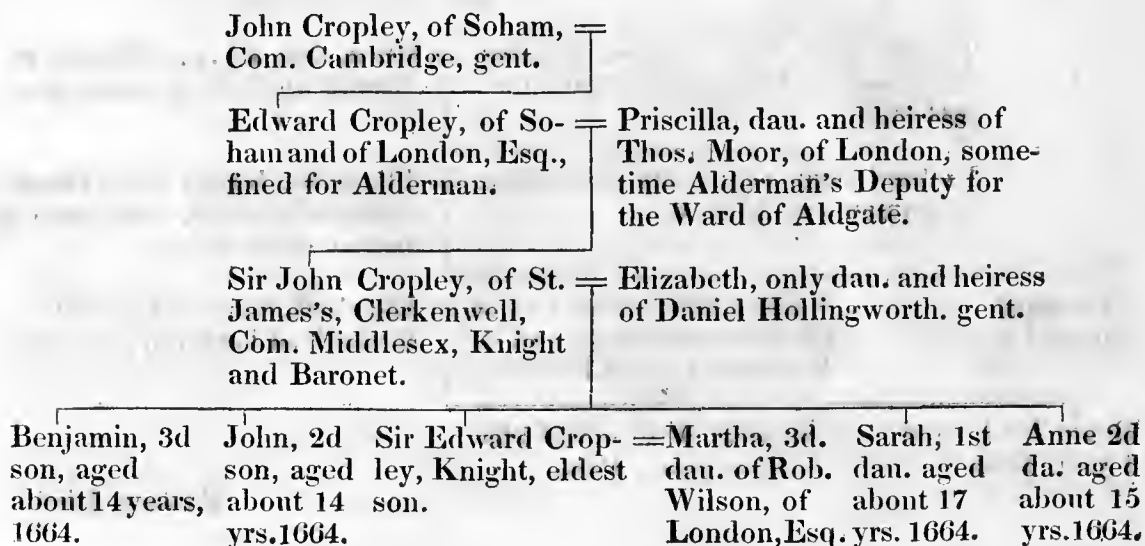 John Cropley, of Soham, =
Com. Cambridge, gent.
Edward Cropley, of So- =
ham and of London, Esq.,
fined for Alderman.
Priscilla, dau. and heiress of
Thos. Moor, of London, some-
time Alderman's Deputy for
the Ward of Aldgate.
Sir John Cropley, of St. =
James's, Clerkenwell,
Com. Middlesex, Knight
and Baronet.
Elizabeth, only dau. and heiress
of Daniel Hollingworth. gent.
Benjamin, 3d
son, aged
about 14 years,
1664.
John, 2d
son, aged
about 14
yrs. 1664.
Sir Edward Crop- =
ley, Knight, eldest
son.
Martha, 3d.
dau. of Rob.
Wilson, of
London, Esq.
Sarah, 1st
dau. aged
about 17
yrs. 1664.
Anne 2d
da. aged
about 15
yrs. 1664.